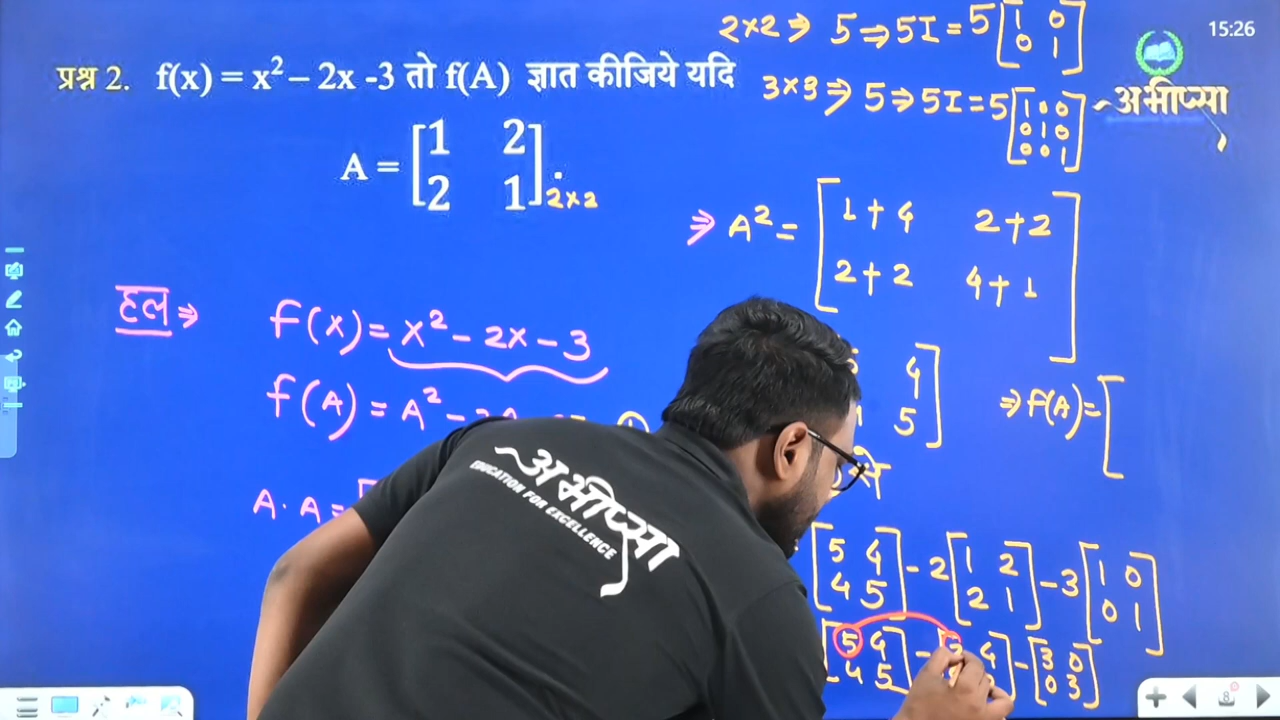 2×2 ⇒ 5 ⇒ 5I = 5 [1 0
0 1]
15:26
प्रश्न 2. f(x) = x² – 2x -3 तो f(A) ज्ञात कीजिये यदि
3×3 ⇒ 5 ⇒ 5I = 5 [1 0 0
0 1 0
0 0 1]
अभीप्सा
A = [1 2
2 1] 2×2 .
⇒ A² = [1+4 2+2
2+2 4+1]
हल ⇒ f(x) = x² - 2x - 3
f(A) = A²
4
5]
⇒ f(A) = [
A·A = [
[5 4
4 5] - 2 [1 2
2 1] - 3 [1 0
0 1]
[5 4
4 5] - [ 4
] - [3 0
0 3]
अभीप्सा
EDUCATION FOR EXCELLENCE
8